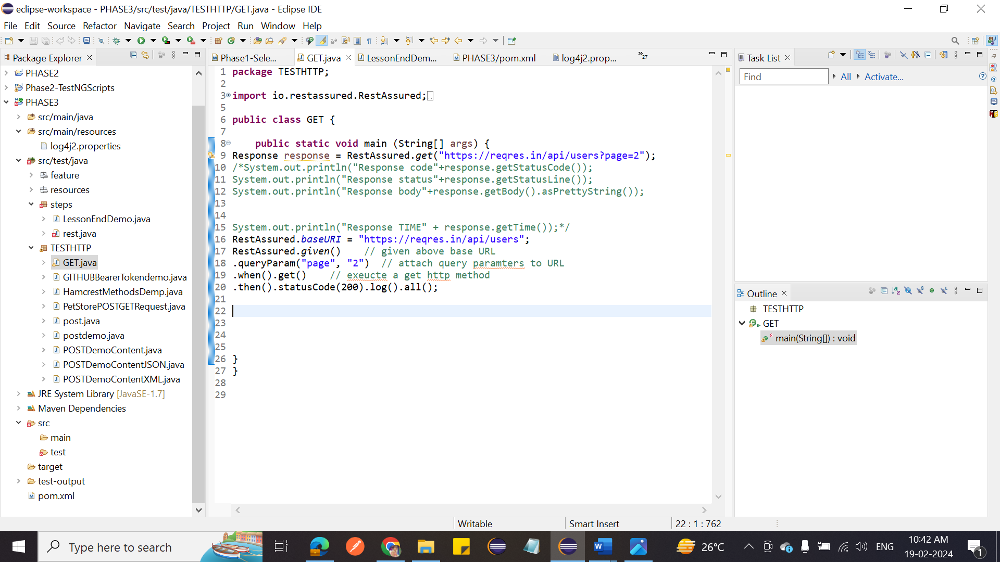 eclipse-workspace - PHASE3/src/test/java/TESTHTTP/GET.java - Eclipse IDE
File Edit Source Refactor Navigate Search Project Run Window Help
Package Explorer
PHASE2
Phase2-TestNGScripts
PHASE3
src/main/java
src/main/resources
log4j2.properties
src/test/java
feature
resources
steps
LessonEndDemo.java
rest.java
TESTHTTP
GET.java
GITHUBBearerTokendemo.java
HamcrestMethodsDemp.java
PetStorePOSTGETRequest.java
post.java
postdemo.java
POSTDemoContent.java
POSTDemoContentJSON.java
POSTDemoContentXML.java
JRE System Library [JavaSE-1.7]
Maven Dependencies
src
main
test
target
test-output
pom.xml
Phase1-Sele... GET.java LessonEndDem... PHASE3/pom.xml log4j2.prop... 27
1 package TESTHTTP;
2
3 import io.restassured.RestAssured;
5
6 public class GET {
7
8 public static void main (String[] args) {
9 Response response = RestAssured.get("https://reqres.in/api/users?page=2");
10 /*System.out.println("Response code"+response.getStatusCode());
11 System.out.println("Response status"+response.getStatusLine());
12 System.out.println("Response body"+response.getBody().asPrettyString());
13
14
15 System.out.println("Response TIME" + response.getTime());*/
16 RestAssured.baseURI = "https://reqres.in/api/users";
17 RestAssured.given() // given above base URL
18 .queryParam("page", "2") // attach query paramters to URL
19 .when().get() // exeucte a get http method
20 .then().statusCode(200).log().all();
21
22
23
24
25
26 }
27 }
28
29
Task List
Find All Activate...
Outline
TESTHTTP
GET
main(String[]) : void
Writable Smart Insert 22 : 1 : 762
Type here to search
26°C
ENG
10:42 AM
19-02-2024
1